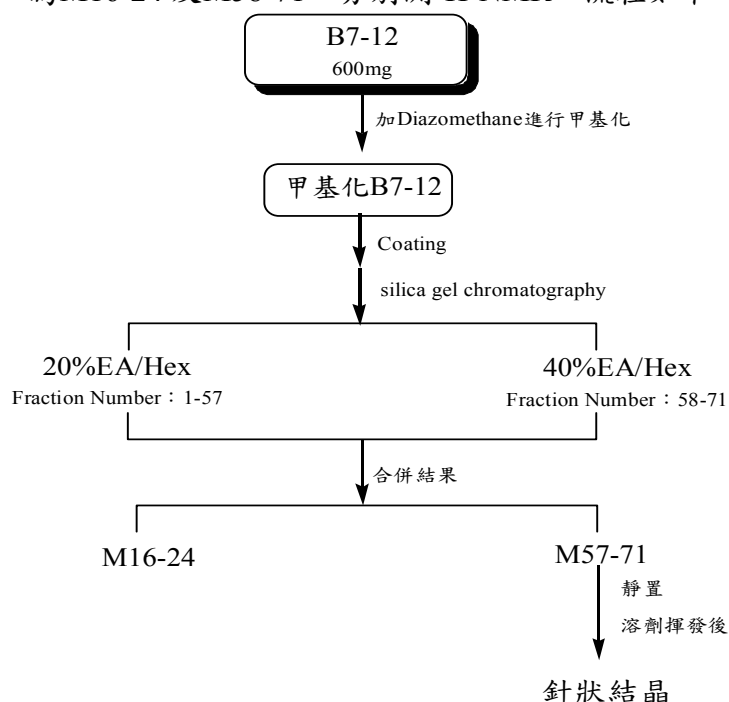 B7-12
600mg
加Diazomethane進行甲基化
甲基化B7-12
Coating
silica gel chromatography
20%EA/Hex
Fraction Number：1-57
40%EA/Hex
Fraction Number：58-71
合併結果
M16-24
M57-71
靜置
溶劑揮發後
針狀結晶